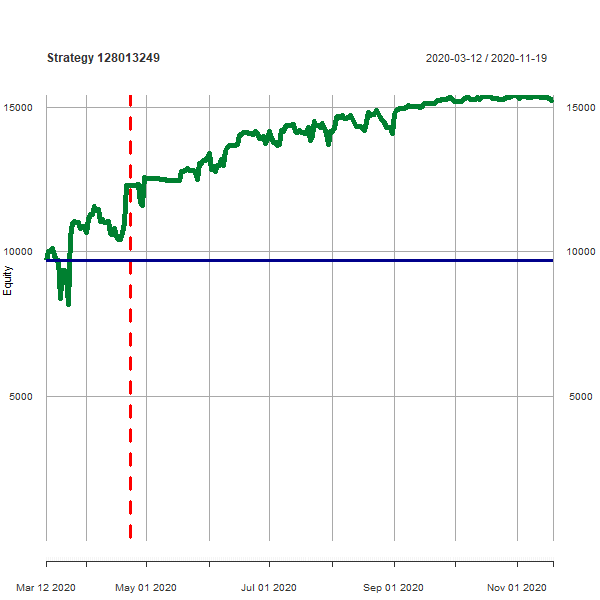 Strategy 128013249
2020-03-12 / 2020-11-19
15000
15000
10000
10000
Equity
5000
5000
Mar 12 2020
May 01 2020
Jul 01 2020
Sep 01 2020
Nov 01 2020